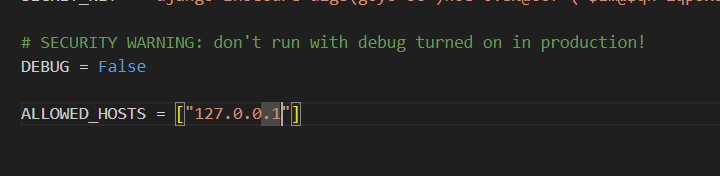 # SECURITY WARNING: don't run with debug turned on in production!
DEBUG = False
ALLOWED_HOSTS = ["127.0.0.1"]